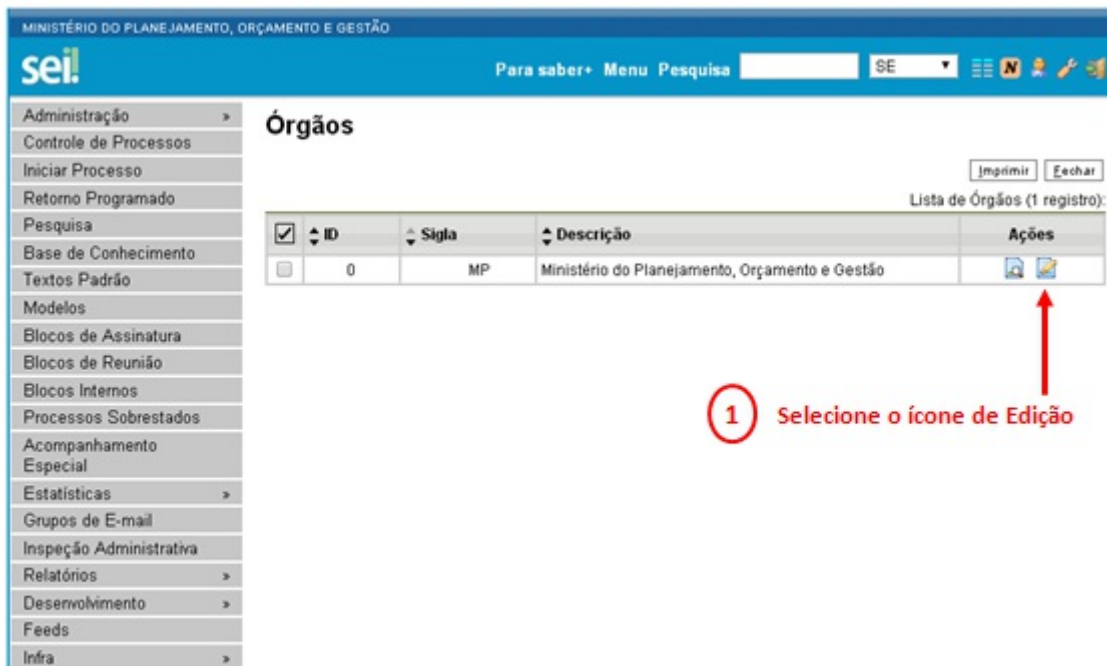 MINISTÉRIO DO PLANEJAMENTO, ORÇAMENTO E GESTÃO
sei!
Para saber+ Menu Pesquisa
SE
N
Administração »
Controle de Processos
Iniciar Processo
Retorno Programado
Pesquisa
Base de Conhecimento
Textos Padrão
Modelos
Blocos de Assinatura
Blocos de Reunião
Blocos Internos
Processos Sobrestados
Acompanhamento
Especial
Estatísticas »
Grupos de E-mail
Inspeção Administrativa
Relatórios »
Desenvolvimento »
Feeds
Infra »
Órgãos
Imprimir Fechar
Lista de Órgãos (1 registro):
ID Sigla Descrição Ações
0 MP Ministério do Planejamento, Orçamento e Gestão
1 Selecione o ícone de Edição